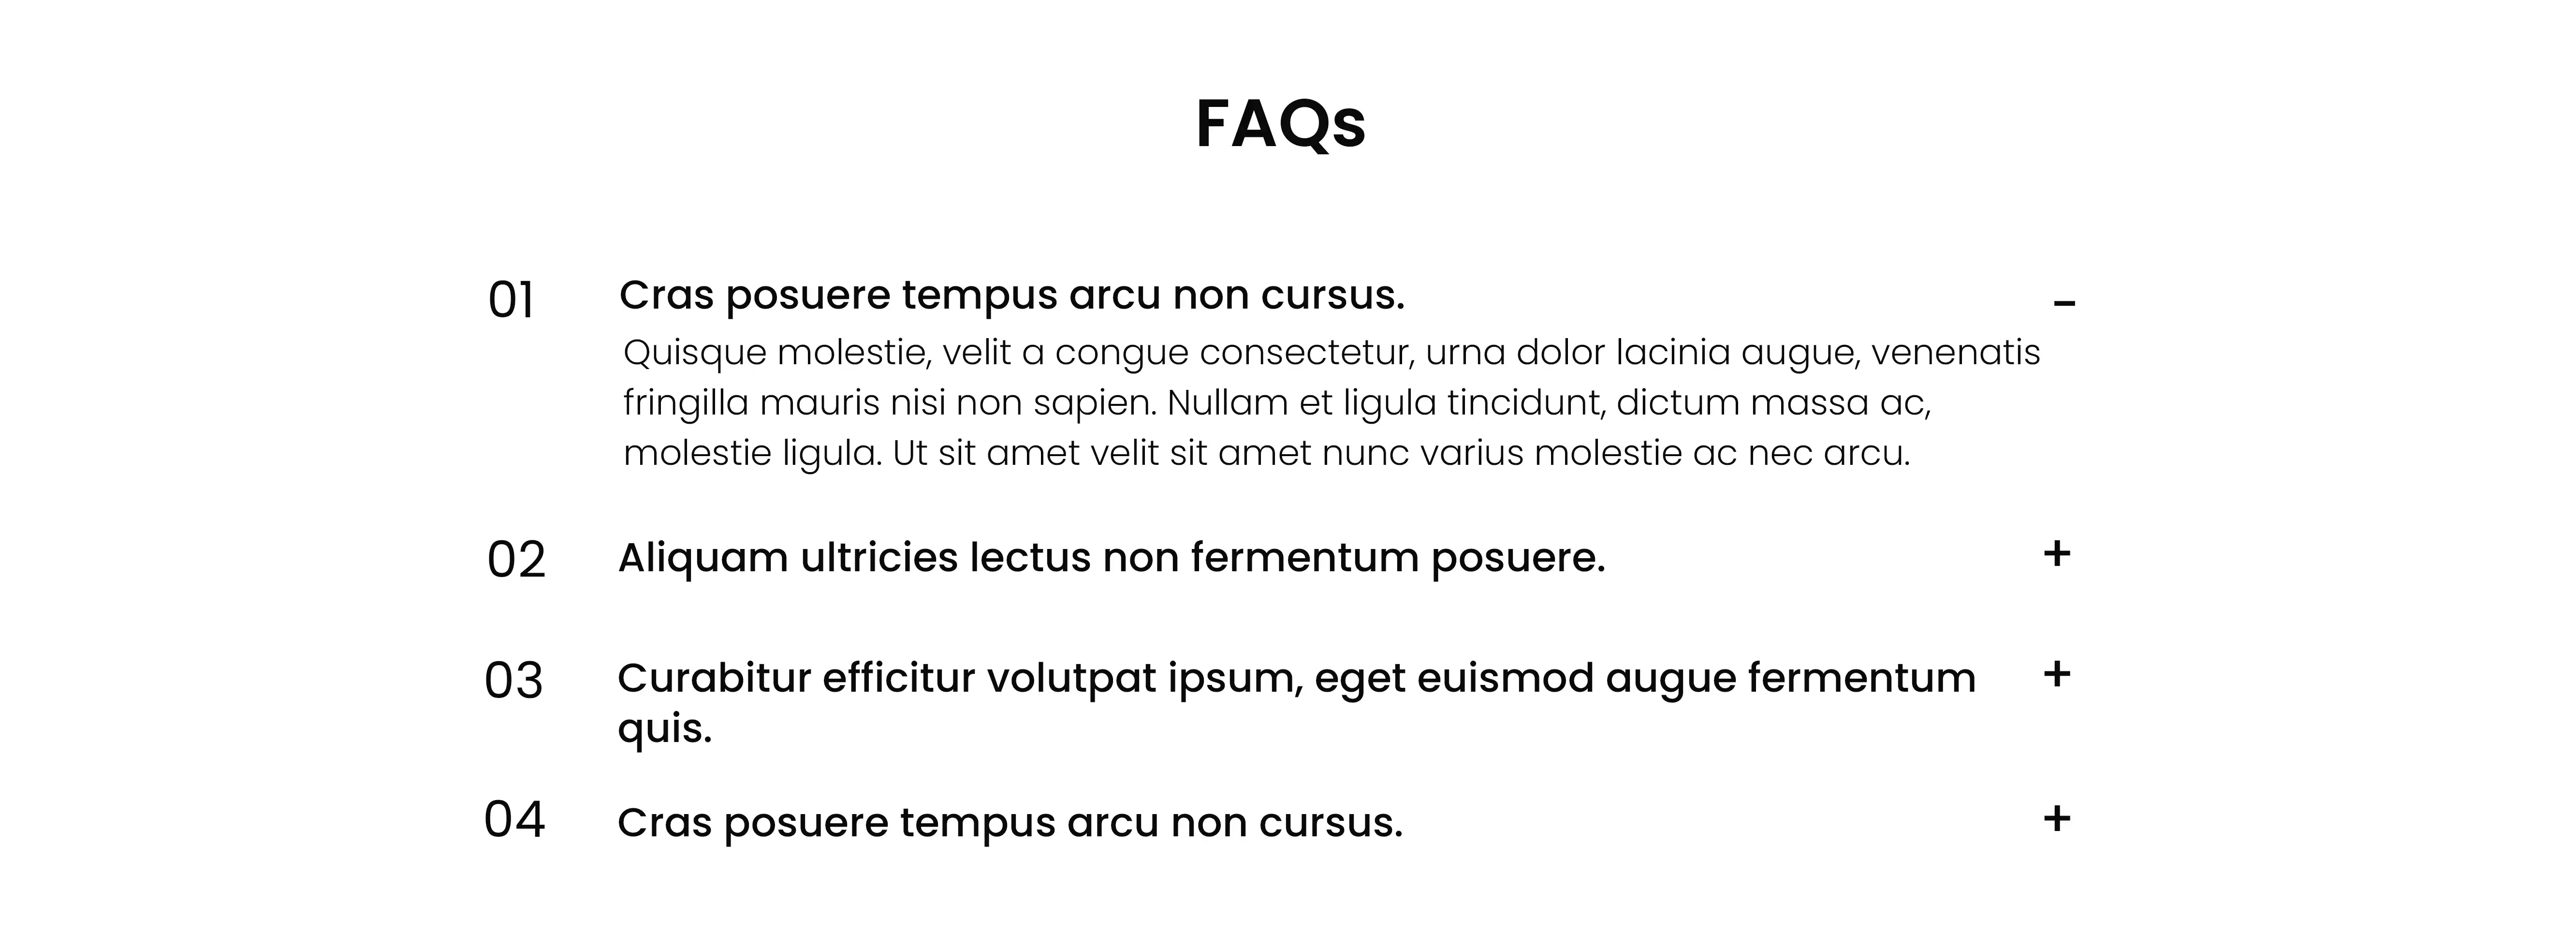 FAQs
01 Cras posuere tempus arcu non cursus. –
Quisque molestie, velit a congue consectetur, urna dolor lacinia augue, venenatis
fringilla mauris nisi non sapien. Nullam et ligula tincidunt, dictum massa ac,
molestie ligula. Ut sit amet velit sit amet nunc varius molestie ac nec arcu.
02 Aliquam ultricies lectus non fermentum posuere. +
03 Curabitur efficitur volutpat ipsum, eget euismod augue fermentum +
quis.
04 Cras posuere tempus arcu non cursus. +